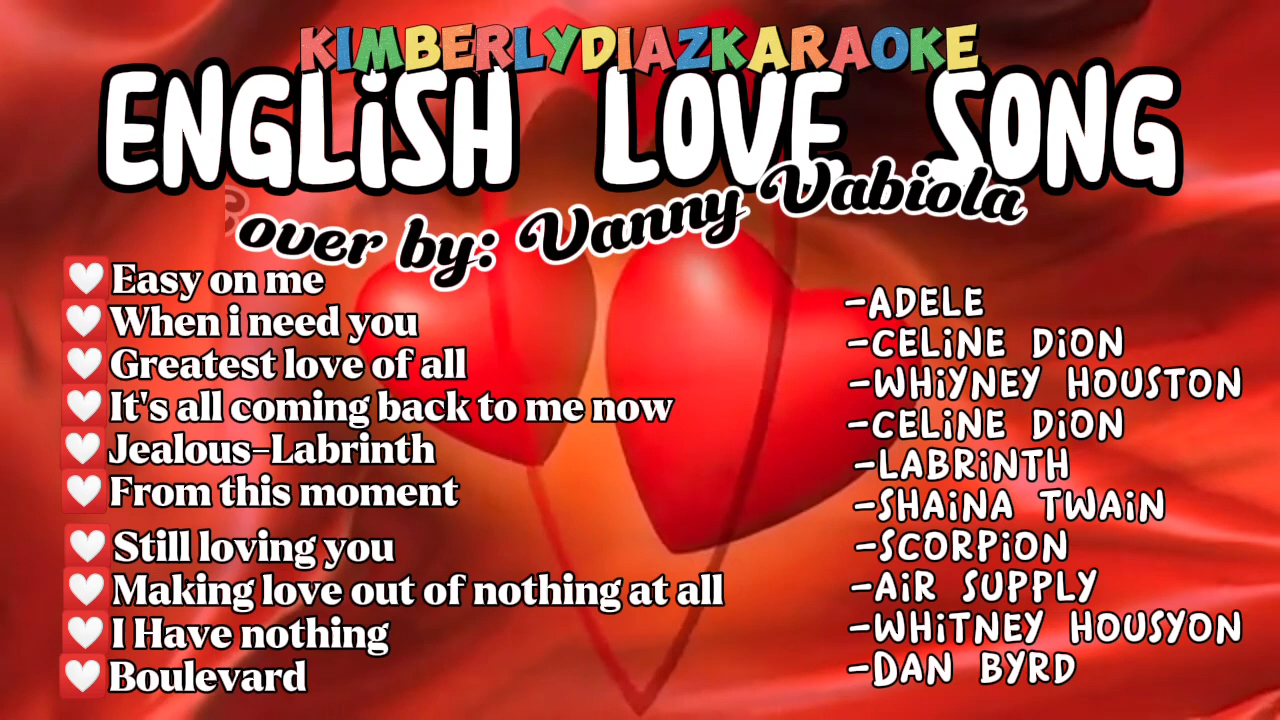 KIMBERLYDIAZKARAOKE
ENGLiSH LOVE SONG
Cover by: Vanny Vabiola
Easy on me
When i need you
Greatest love of all
It's all coming back to me now
Jealous-Labrinth
From this moment
Still loving you
Making love out of nothing at all
I Have nothing
Boulevard
-ADELE
-CELiNE DiON
-WHiYNEY HOUSTON
-CELiNE DiON
-LABRiNTH
-SHAiNA TWAiN
-SCORPiON
-AiR SUPPLY
-WHiTNEY HOUSYON
-DAN BYRD